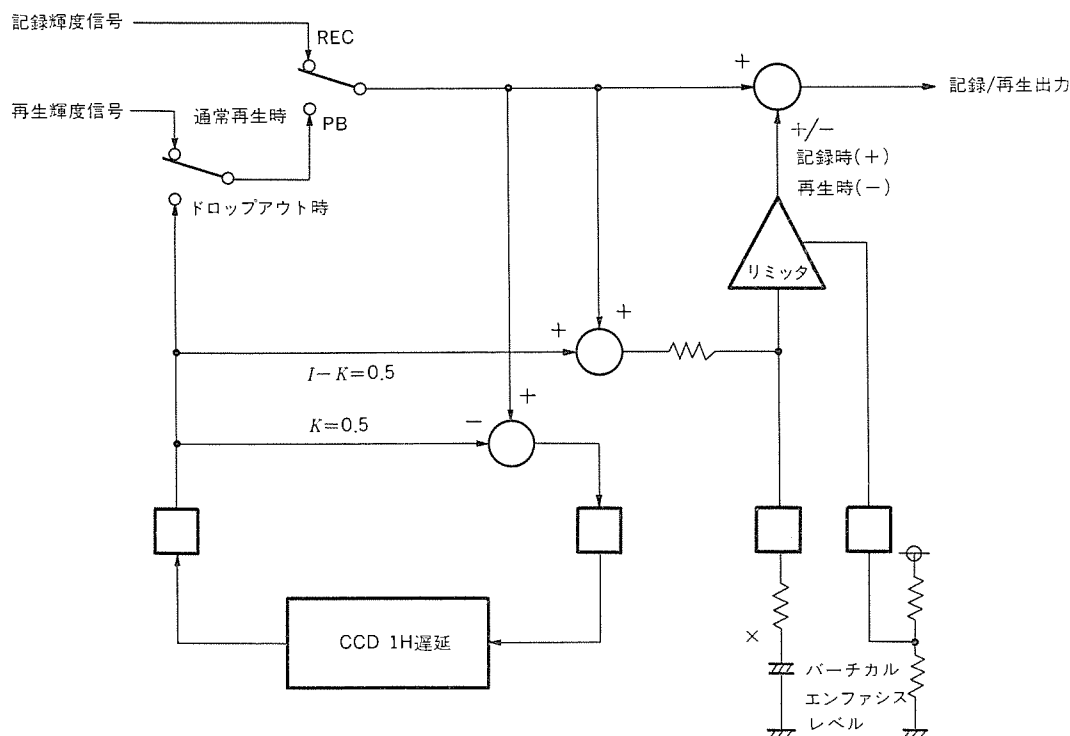 記録輝度信号
REC
再生輝度信号
通常再生時
PB
ドロップアウト時
+
記録/再生出力
+/−
記録時(+)
再生時(−)
リミッタ
+
+
I−K=0.5
+
−
K=0.5
CCD 1H遅延
×
バーチカル
エンファシス
レベル